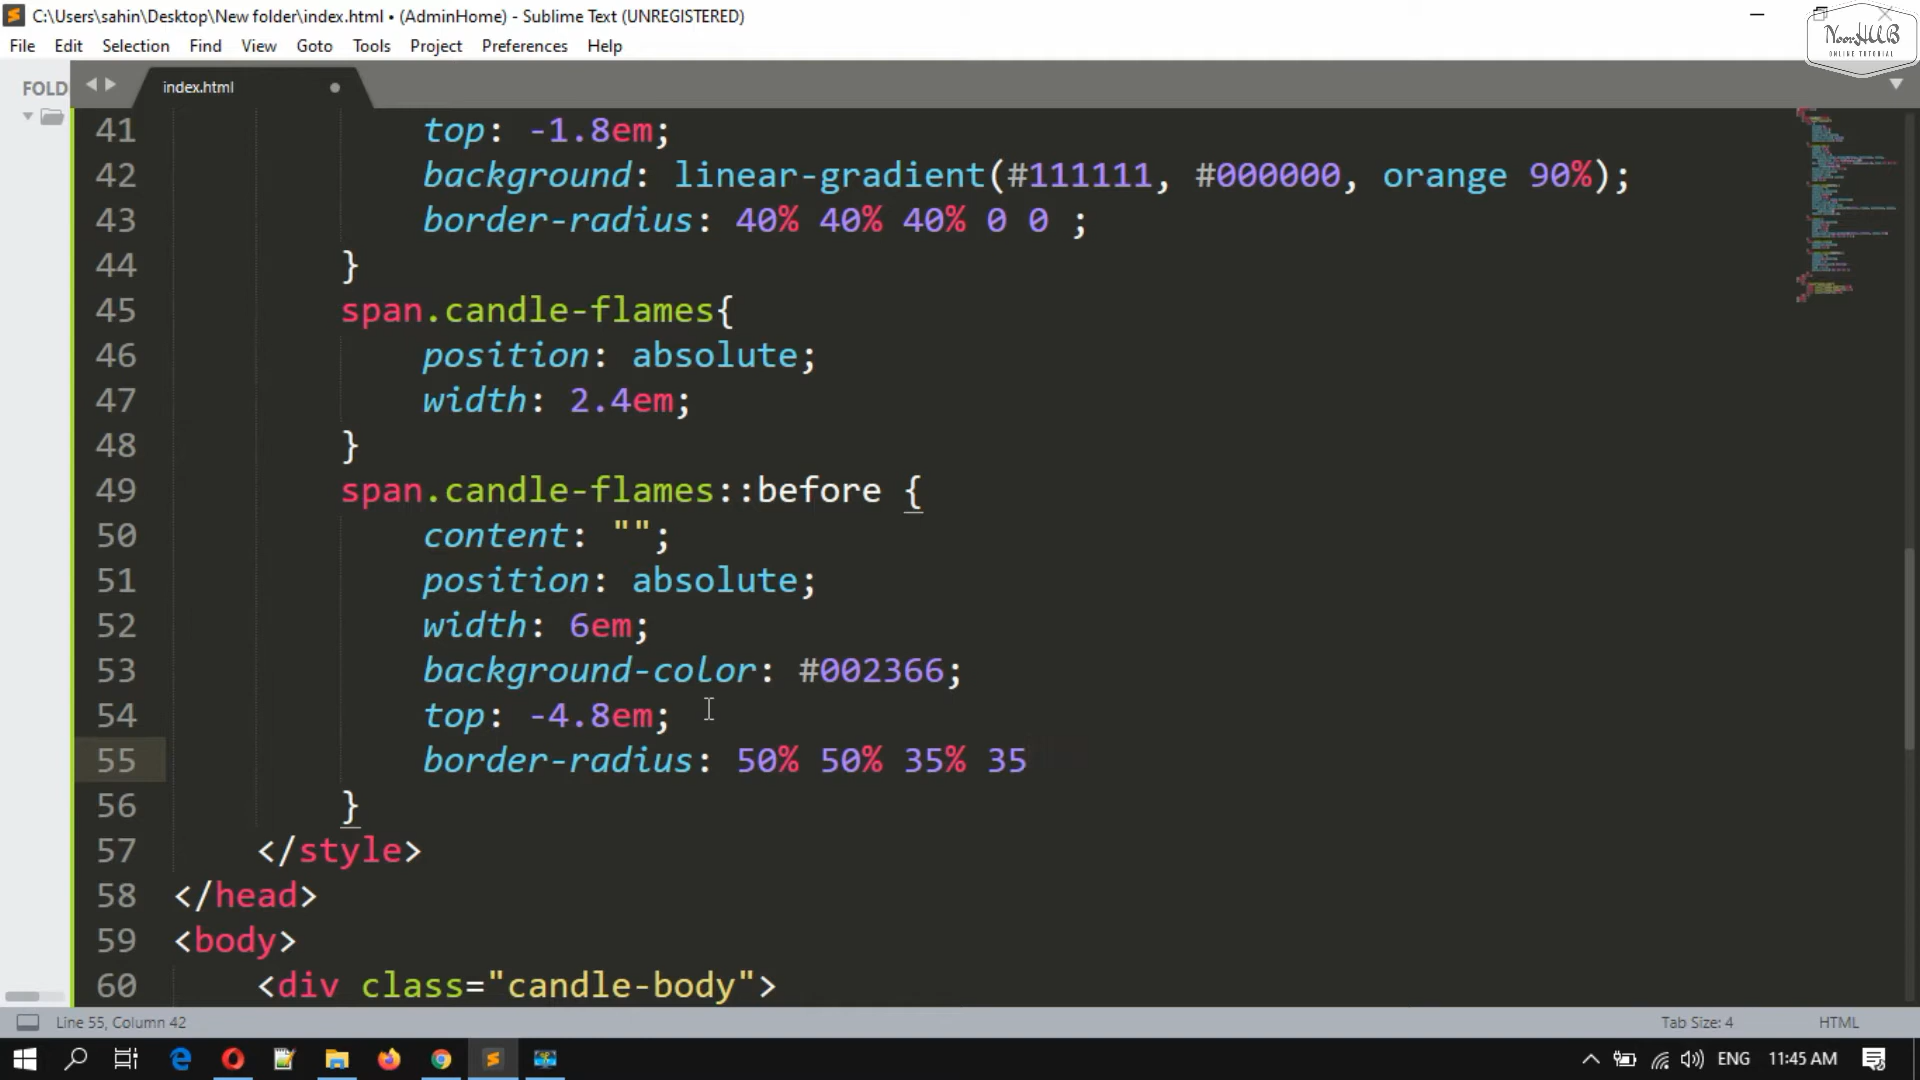 C:\Users\sahin\Desktop\New folder\index.html • (AdminHome) - Sublime Text (UNREGISTERED)
File Edit Selection Find View Goto Tools Project Preferences Help
NoorHUB
ONLINE TUTORIAL
FOLD
index.html
41 top: -1.8em;
42 background: linear-gradient(#111111, #000000, orange 90%);
43 border-radius: 40% 40% 40% 0 0 ;
44 }
45 span.candle-flames{
46 position: absolute;
47 width: 2.4em;
48 }
49 span.candle-flames::before {
50 content: "";
51 position: absolute;
52 width: 6em;
53 background-color: #002366;
54 top: -4.8em;
55 border-radius: 50% 50% 35% 35
56 }
57 </style>
58 </head>
59 <body>
60 <div class="candle-body">
Line 55, Column 42
Tab Size: 4
HTML
ENG
11:45 AM